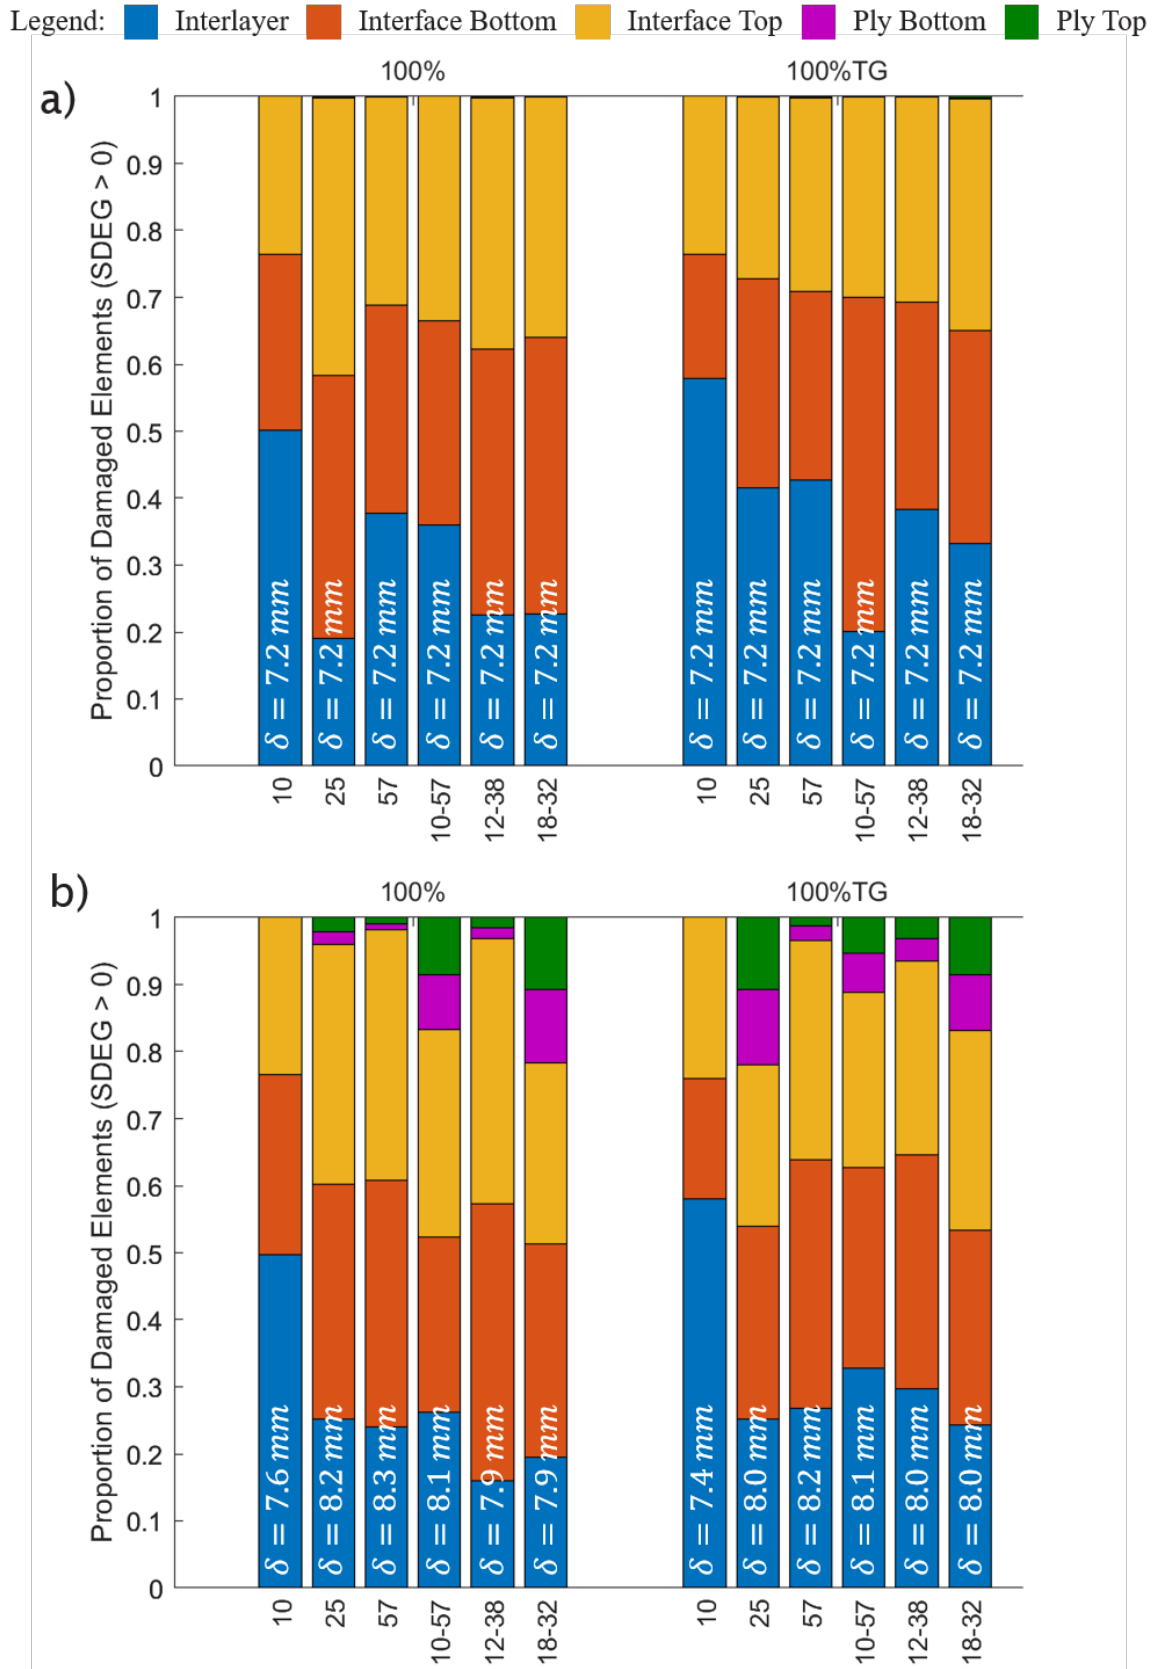 Legend: Interlayer Interface Bottom Interface Top Ply Bottom Ply Top
a)
100% 100%TG
Proportion of Damaged Elements (SDEG > 0)
1
0.9
0.8
0.7
0.6
0.5
0.4
0.3
0.2
0.1
0
δ = 7.2 mm δ = 7.2 mm δ = 7.2 mm δ = 7.2 mm δ = 7.2 mm δ = 7.2 mm δ = 7.2 mm δ = 7.2 mm δ = 7.2 mm δ = 7.2 mm δ = 7.2 mm δ = 7.2 mm
10 25 57 10-57 12-38 18-32 10 25 57 10-57 12-38 18-32
b)
100% 100%TG
Proportion of Damaged Elements (SDEG > 0)
1
0.9
0.8
0.7
0.6
0.5
0.4
0.3
0.2
0.1
0
δ = 7.6 mm δ = 8.2 mm δ = 8.3 mm δ = 8.1 mm δ = 7.9 mm δ = 7.9 mm δ = 7.4 mm δ = 8.0 mm δ = 8.2 mm δ = 8.1 mm δ = 8.0 mm δ = 8.0 mm
10 25 57 10-57 12-38 18-32 10 25 57 10-57 12-38 18-32